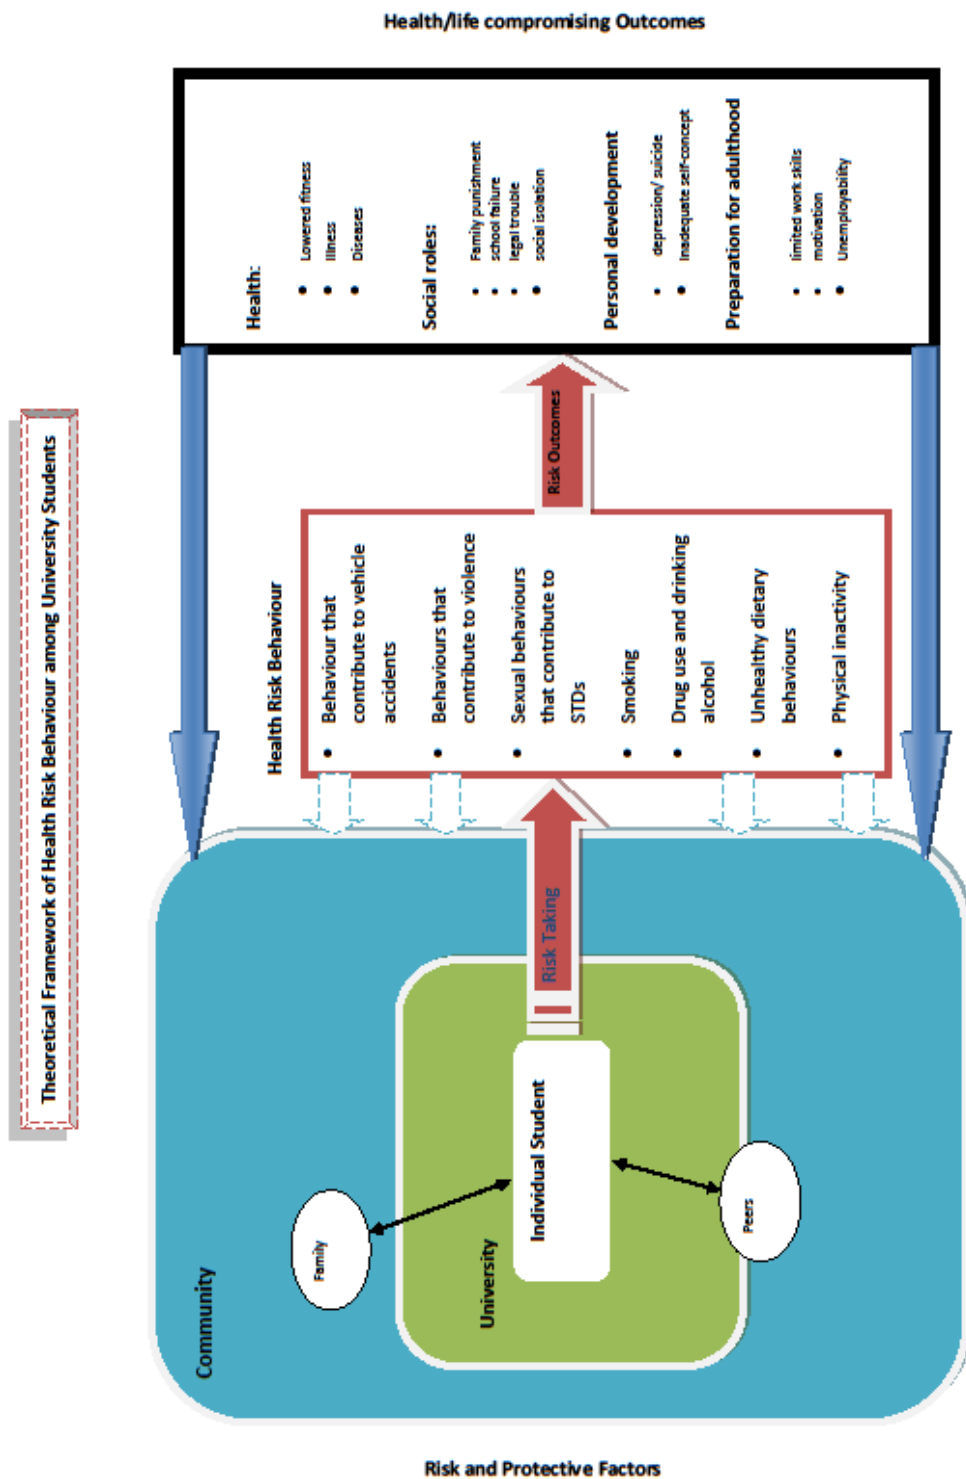 Theoretical Framework of Health Risk Behaviour among University Students
Risk and Protective Factors
Community
Family
University
Individual Student
Peers
Risk Taking
Health Risk Behaviour
• Behaviour that
contribute to vehicle
accidents
• Behaviours that
contribute to violence
• Sexual behaviours
that contribute to
STDs
• Smoking
• Drug use and drinking
alcohol
• Unhealthy dietary
behaviours
• Physical inactivity
Risk Outcomes
Health/life compromising Outcomes
Health:
• Lowered fitness
• Illness
• Diseases
Social roles:
• Family punishment
• school failure
• legal trouble
• social isolation
Personal development
• depression/ suicide
• Inadequate self-concept
Preparation for adulthood
• limited work skills
• motivation
• Unemployability